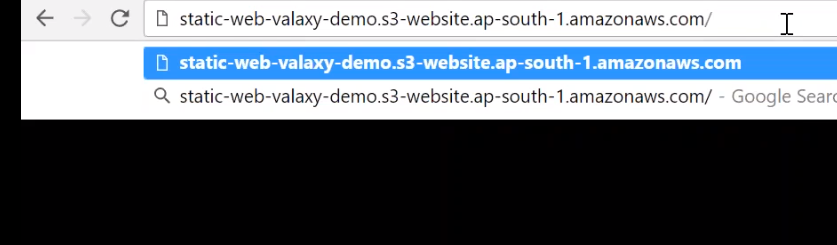 static-web-valaxy-demo.s3-website.ap-south-1.amazonaws.com/
static-web-valaxy-demo.s3-website.ap-south-1.amazonaws.com
static-web-valaxy-demo.s3-website.ap-south-1.amazonaws.com/ - Google Searc